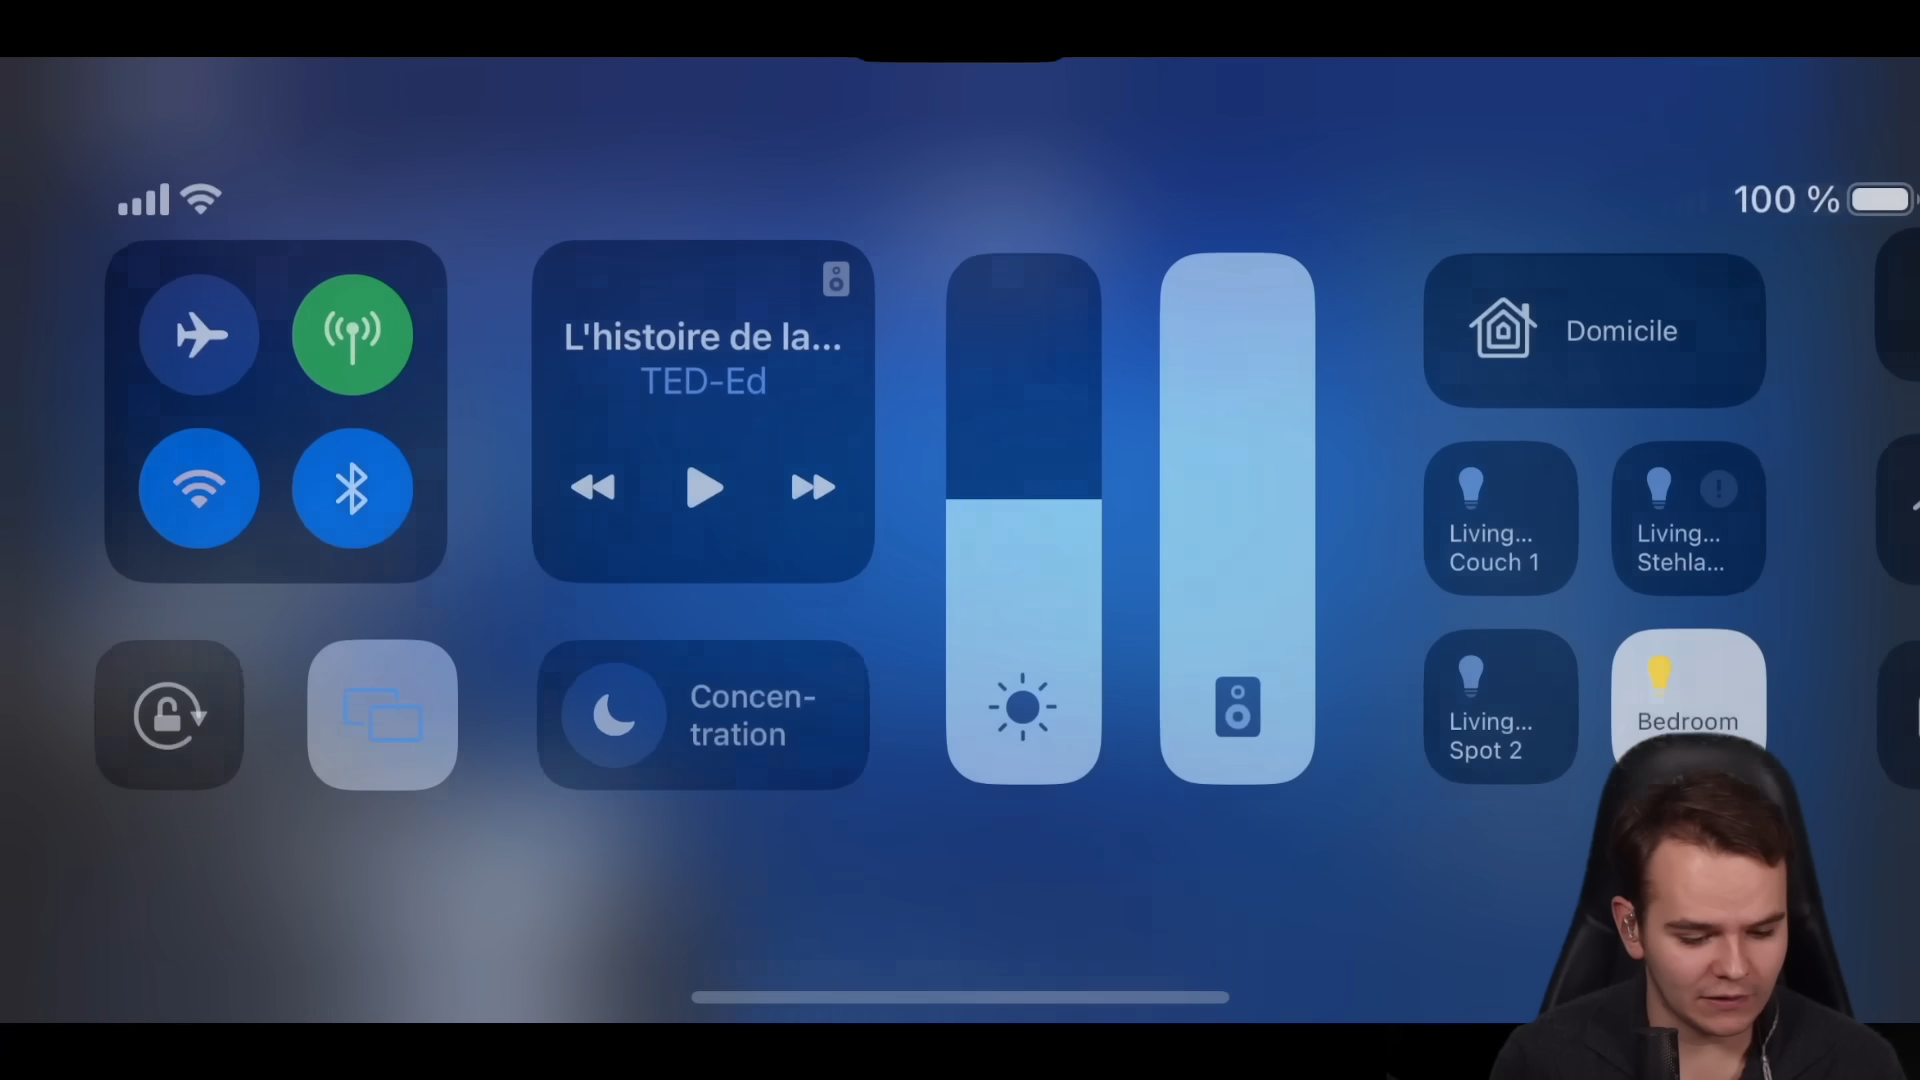 100 %
L'histoire de la...
TED-Ed
Concen-
tration
Domicile
Living...
Couch 1
Living...
Stehla...
Living...
Spot 2
Bedroom